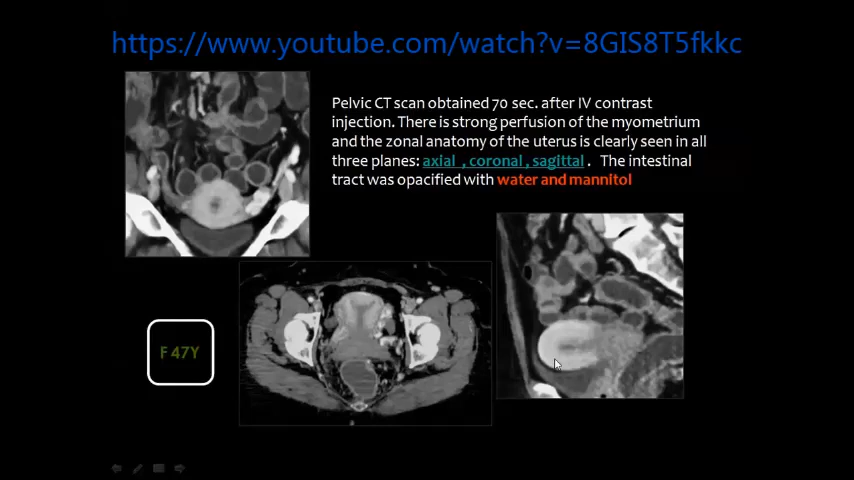 https://www.youtube.com/watch?v=8GIS8T5fkkc
Pelvic CT scan obtained 70 sec. after IV contrast
injection. There is strong perfusion of the myometrium
and the zonal anatomy of the uterus is clearly seen in all
three planes: axial , coronal , sagittal . The intestinal
tract was opacified with water and mannitol
F 47Y